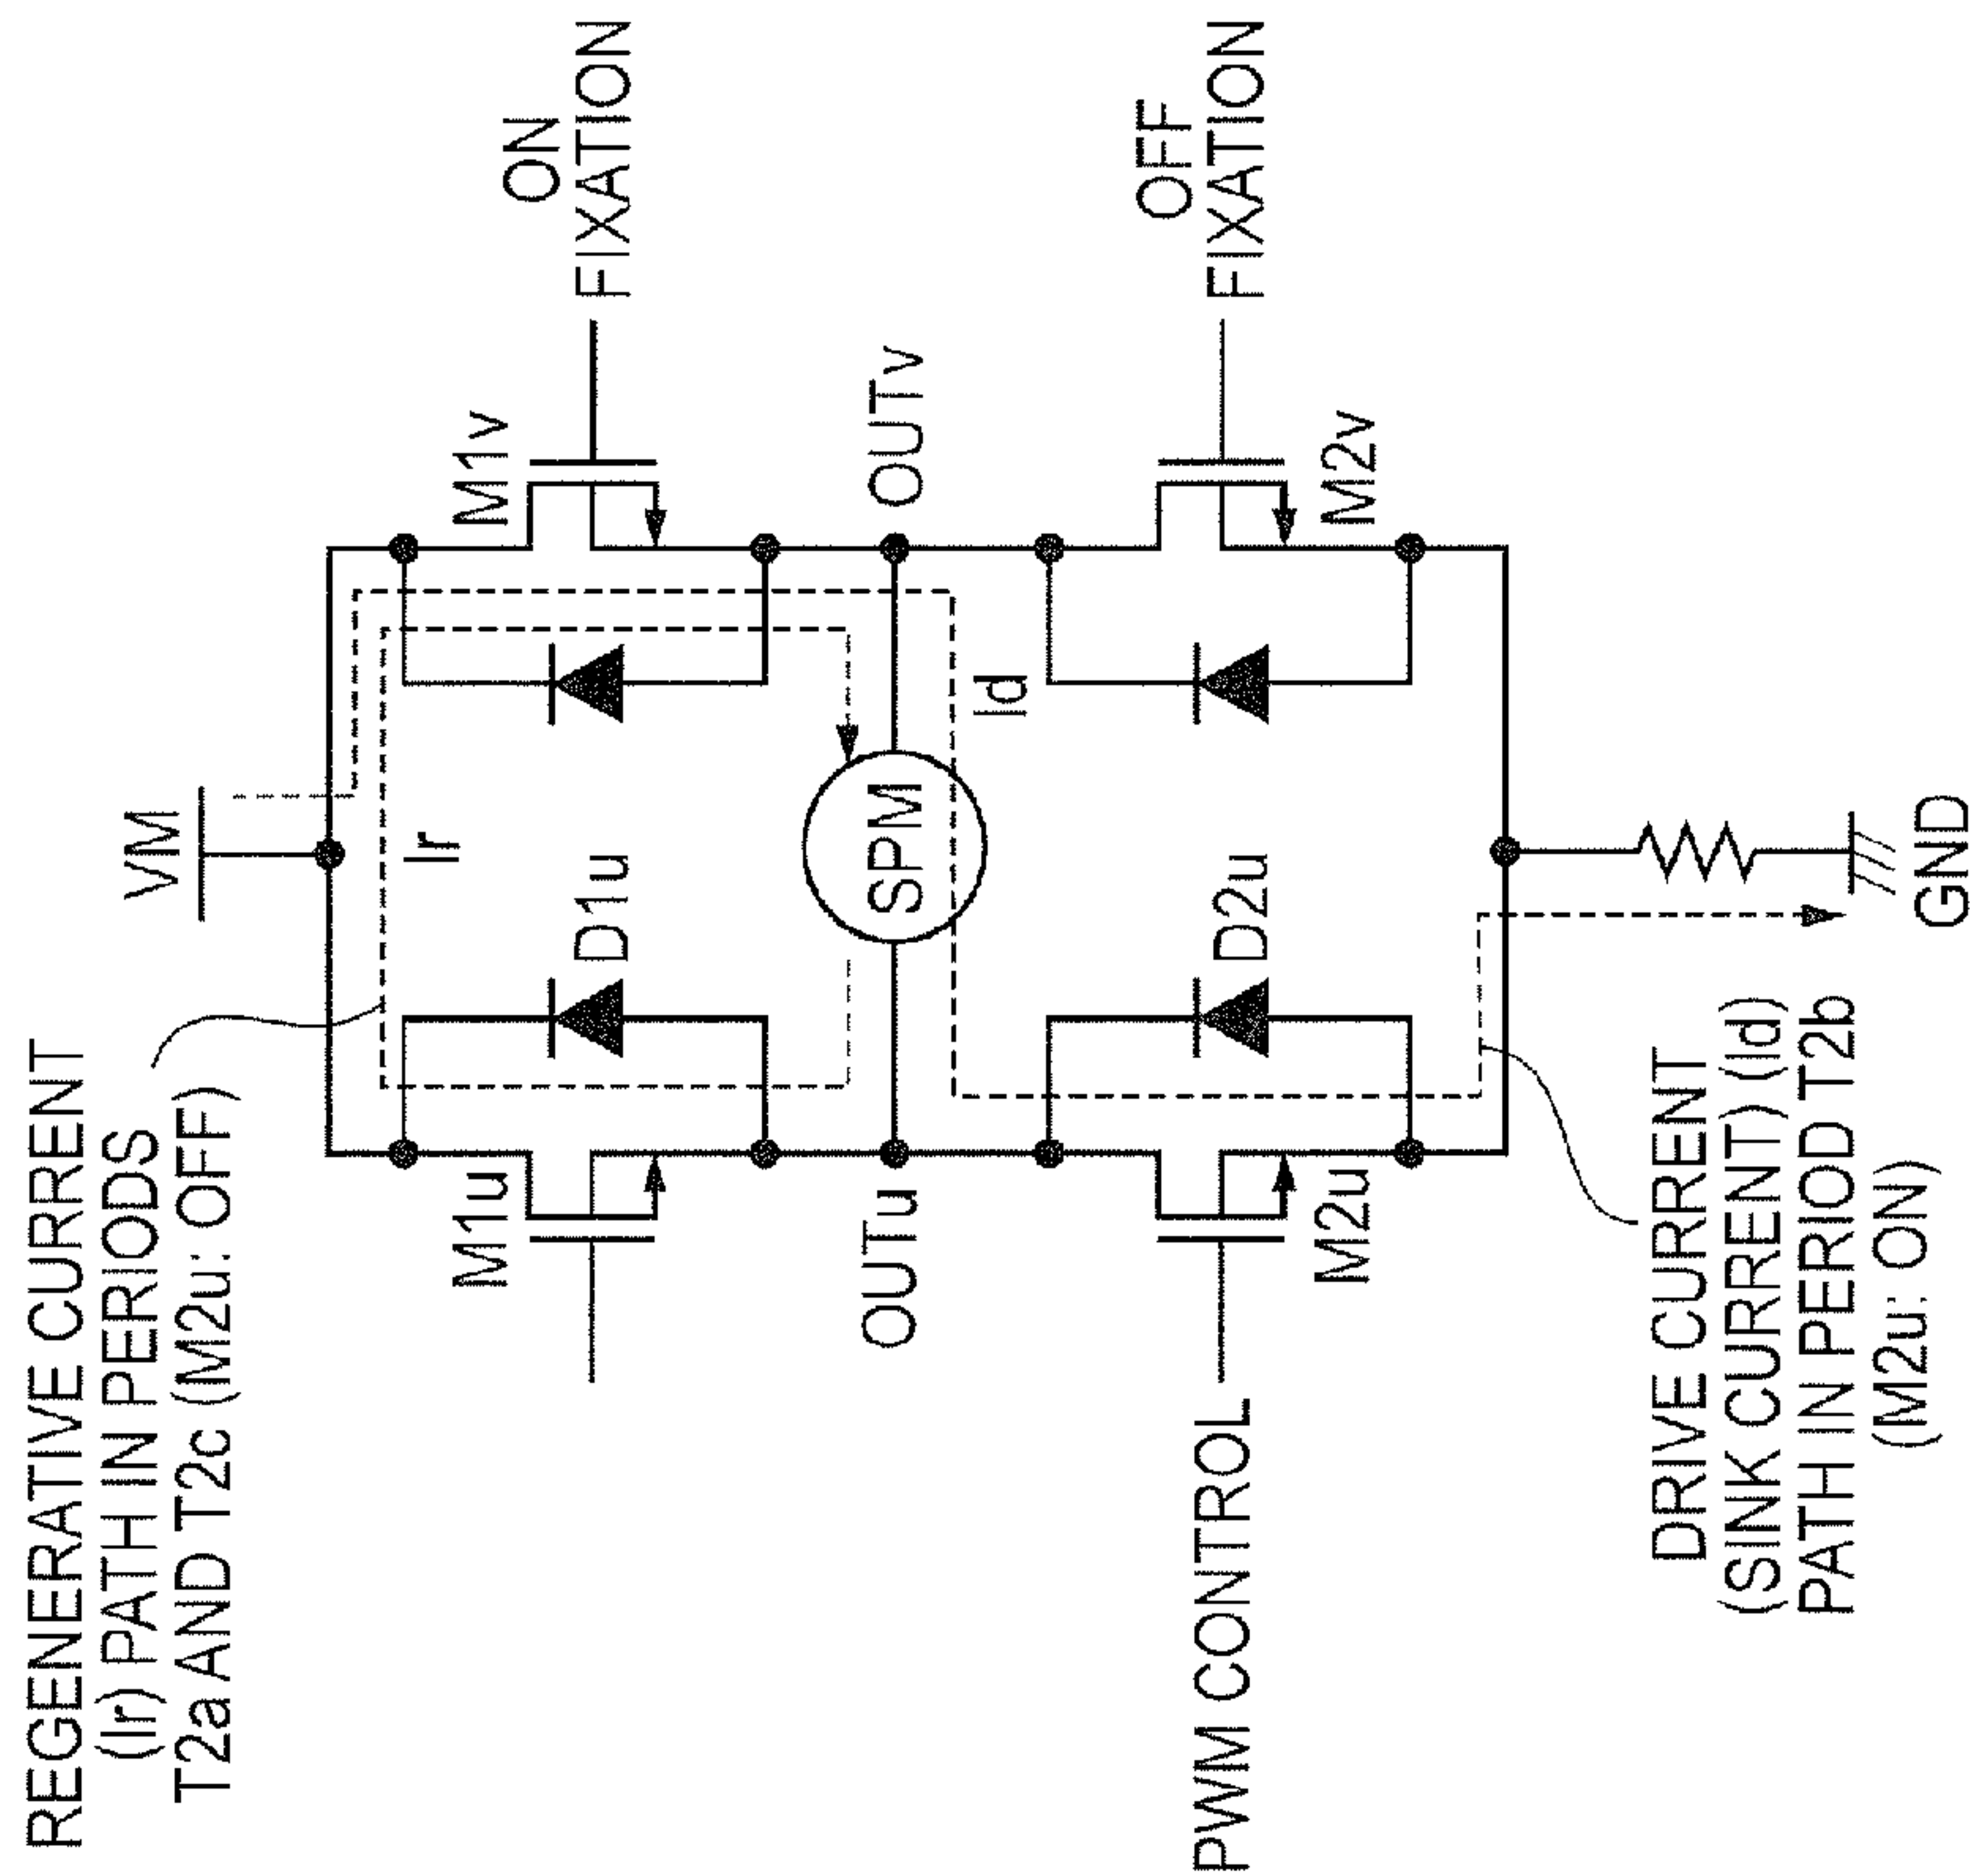 REGENERATIVE CURRENT
(Ir) PATH IN PERIODS
T2a AND T2c (M2u: OFF)
VM
Ir
M1u
M1v
ON
FIXATION
D1u
OUTu
SPM
OUTv
Id
PWM CONTROL
D2u
OFF
FIXATION
M2u
M2v
DRIVE CURRENT
(SINK CURRENT) (Id)
PATH IN PERIOD T2b
(M2u: ON)
GND